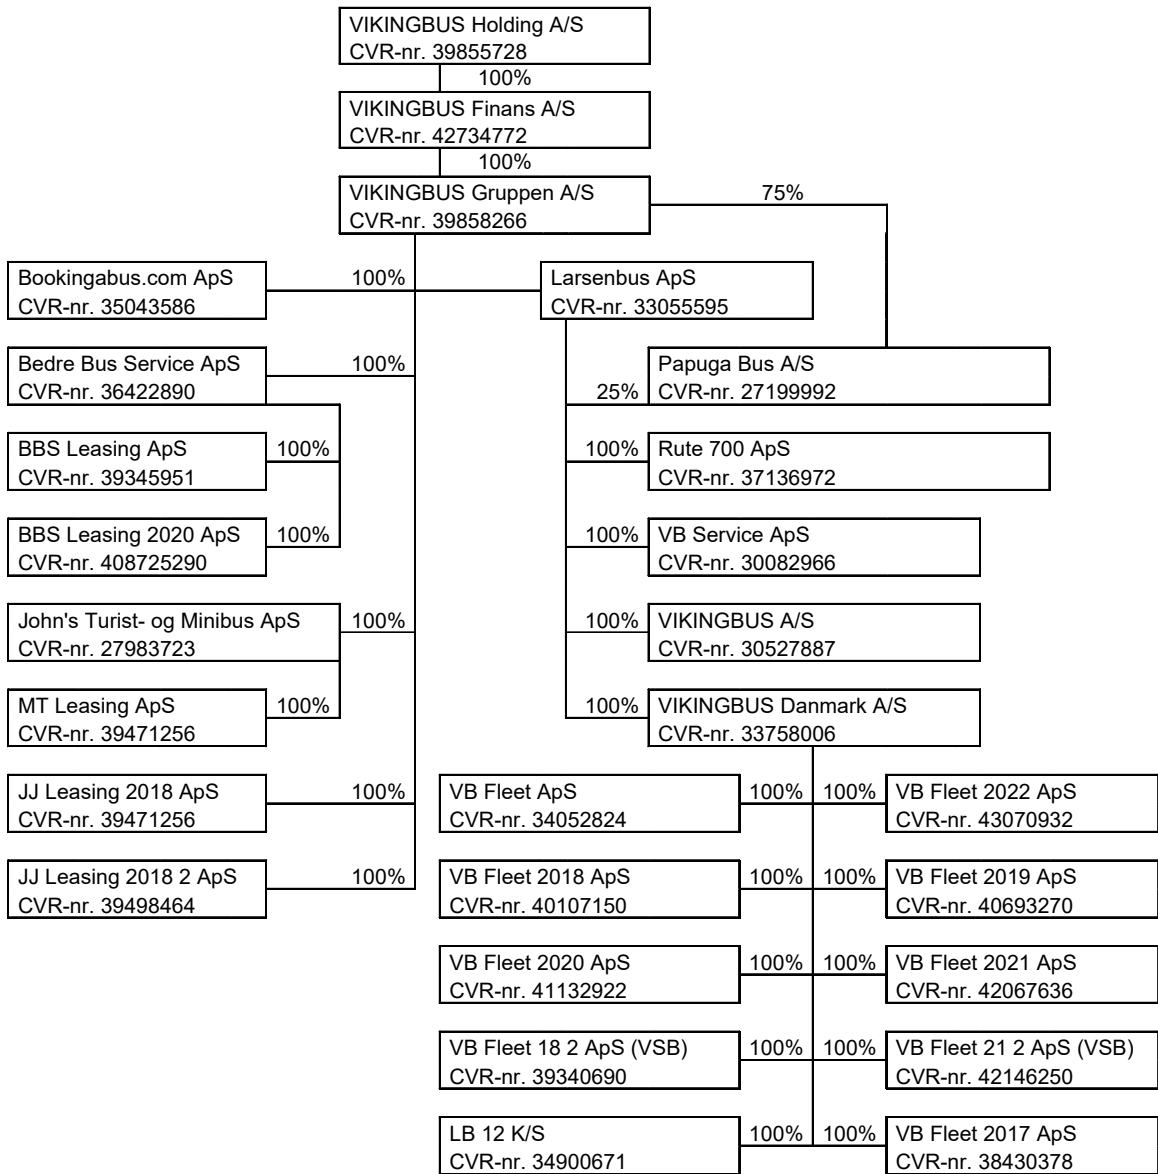 VIKINGBUS Holding A/S
CVR-nr. 39855728
100%
VIKINGBUS Finans A/S
CVR-nr. 42734772
100%
VIKINGBUS Gruppen A/S
CVR-nr. 39858266
75%
Bookingabus.com ApS
CVR-nr. 35043586
100%
Larsenbus ApS
CVR-nr. 33055595
Bedre Bus Service ApS
CVR-nr. 36422890
100%
Papuga Bus A/S
CVR-nr. 27199992
25%
BBS Leasing ApS
CVR-nr. 39345951
100%
100%
Rute 700 ApS
CVR-nr. 37136972
BBS Leasing 2020 ApS
CVR-nr. 408725290
100%
100%
VB Service ApS
CVR-nr. 30082966
John's Turist- og Minibus ApS
CVR-nr. 27983723
100%
100%
VIKINGBUS A/S
CVR-nr. 30527887
MT Leasing ApS
CVR-nr. 39471256
100%
100%
VIKINGBUS Danmark A/S
CVR-nr. 33758006
JJ Leasing 2018 ApS
CVR-nr. 39471256
100%
VB Fleet ApS
CVR-nr. 34052824
100%
100%
VB Fleet 2022 ApS
CVR-nr. 43070932
JJ Leasing 2018 2 ApS
CVR-nr. 39498464
100%
VB Fleet 2018 ApS
CVR-nr. 40107150
100%
100%
VB Fleet 2019 ApS
CVR-nr. 40693270
VB Fleet 2020 ApS
CVR-nr. 41132922
100%
100%
VB Fleet 2021 ApS
CVR-nr. 42067636
VB Fleet 18 2 ApS (VSB)
CVR-nr. 39340690
100%
100%
VB Fleet 21 2 ApS (VSB)
CVR-nr. 42146250
LB 12 K/S
CVR-nr. 34900671
100%
100%
VB Fleet 2017 ApS
CVR-nr. 38430378